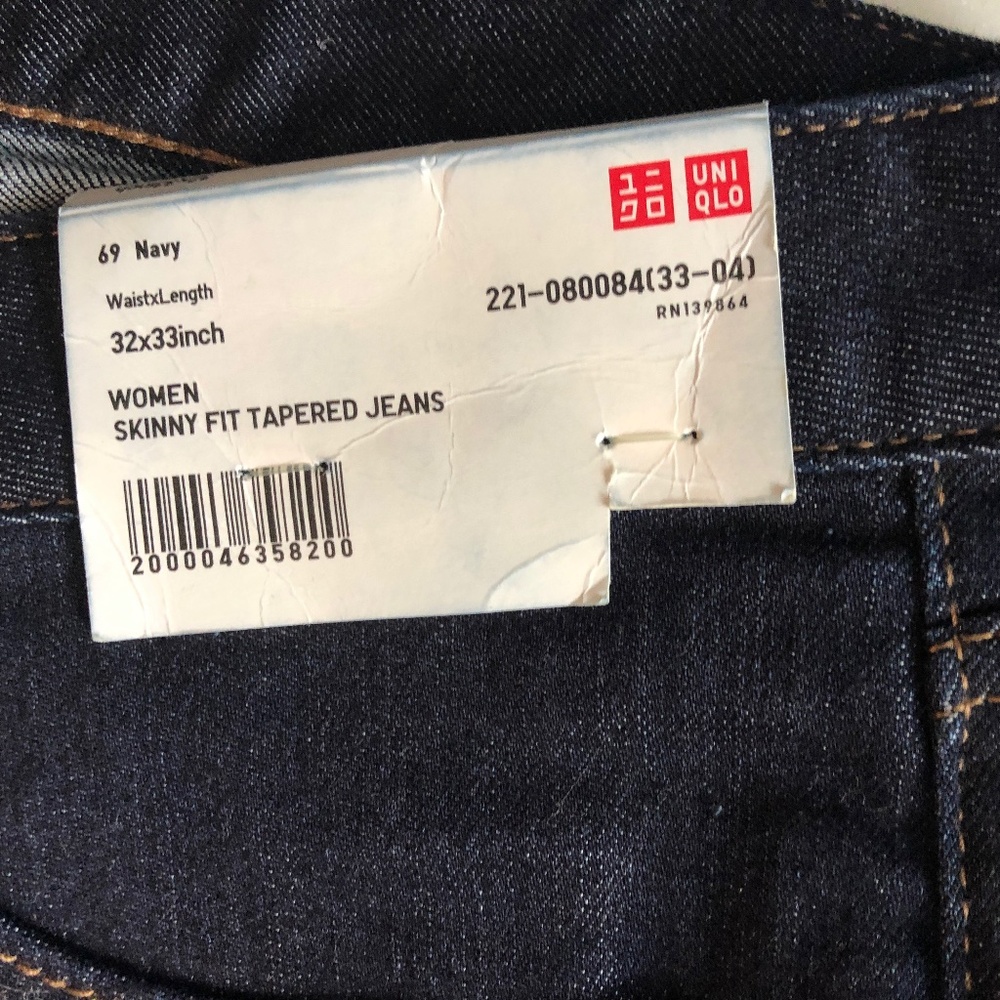 ユニ
クロ
UNI
QLO
69 Navy
WaistxLength
32x33inch
221-080084(33-04)
RN139864
WOMEN
SKINNY FIT TAPERED JEANS
2000046358200